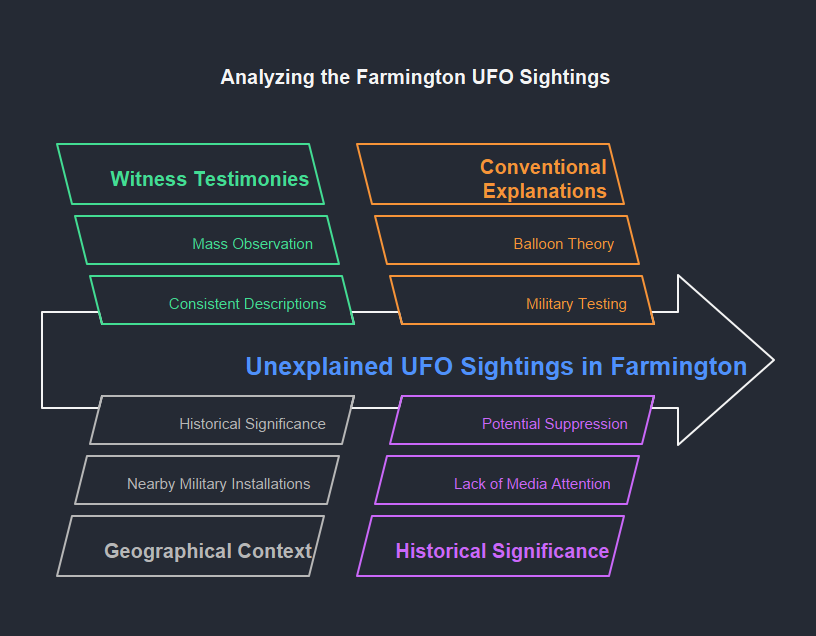 Analyzing the Farmington UFO Sightings
Witness Testimonies
Conventional
Explanations
Mass Observation
Balloon Theory
Consistent Descriptions
Military Testing
Unexplained UFO Sightings in Farmington
Historical Significance
Potential Suppression
Nearby Military Installations
Lack of Media Attention
Geographical Context
Historical Significance